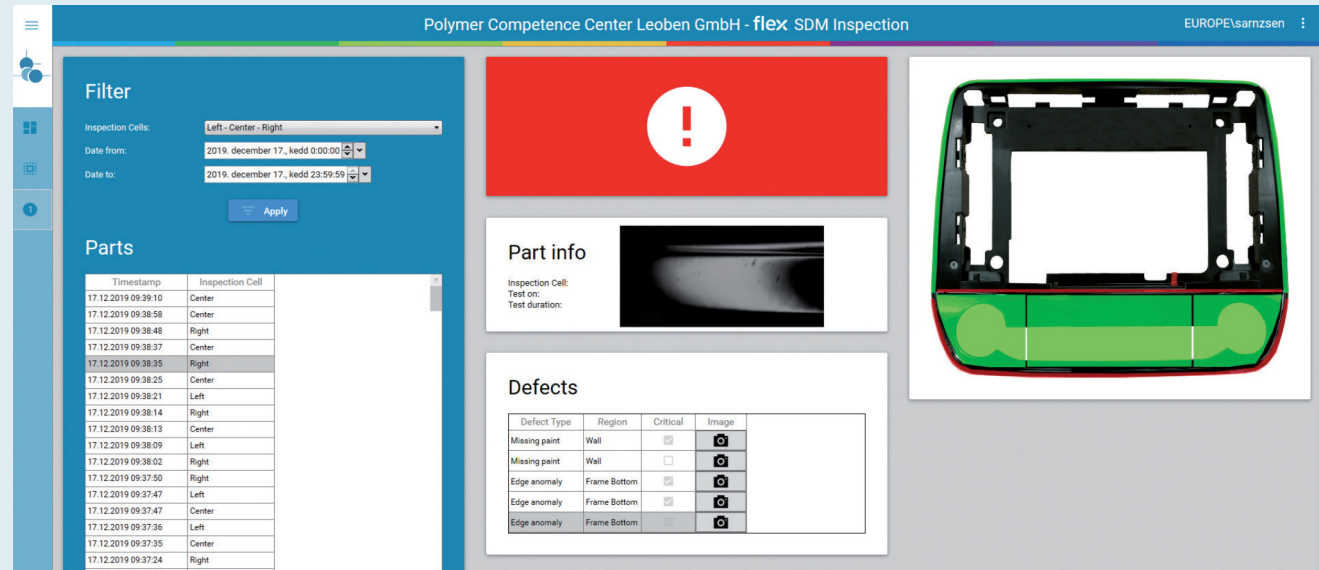 Polymer Competence Center Leoben GmbH - flex SDM Inspection
EUROPE\sarnzsen
1
Filter
Inspection Cells: Left - Center - Right
Date from: 2019. december 17., kedd 0:00:00
Date to: 2019. december 17., kedd 23:59:59
Apply
Parts
Timestamp Inspection Cell
17.12.2019 09:39:10 Center
17.12.2019 09:38:58 Center
17.12.2019 09:38:48 Right
17.12.2019 09:38:37 Center
17.12.2019 09:38:35 Right
17.12.2019 09:38:25 Center
17.12.2019 09:38:21 Left
17.12.2019 09:38:14 Right
17.12.2019 09:38:13 Center
17.12.2019 09:38:09 Left
17.12.2019 09:38:02 Right
17.12.2019 09:37:50 Right
17.12.2019 09:37:47 Left
17.12.2019 09:37:47 Center
17.12.2019 09:37:36 Left
17.12.2019 09:37:35 Center
17.12.2019 09:37:24 Right
!
Part info
Inspection Cell:
Test on:
Test duration:
Defects
Defect Type Region Critical Image
Missing paint Wall
Missing paint Wall
Edge anomaly Frame Bottom
Edge anomaly Frame Bottom
Edge anomaly Frame Bottom